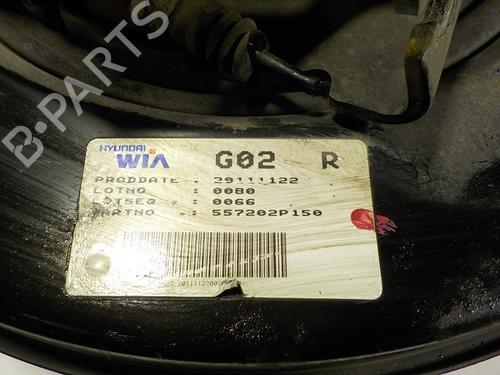 B-PARTS
HYUNDAI
WIA G02 R
PRODDATE : 20111122
LOTNO : 0080
LOTSEQ : 0066
PARTNO : 557202P150